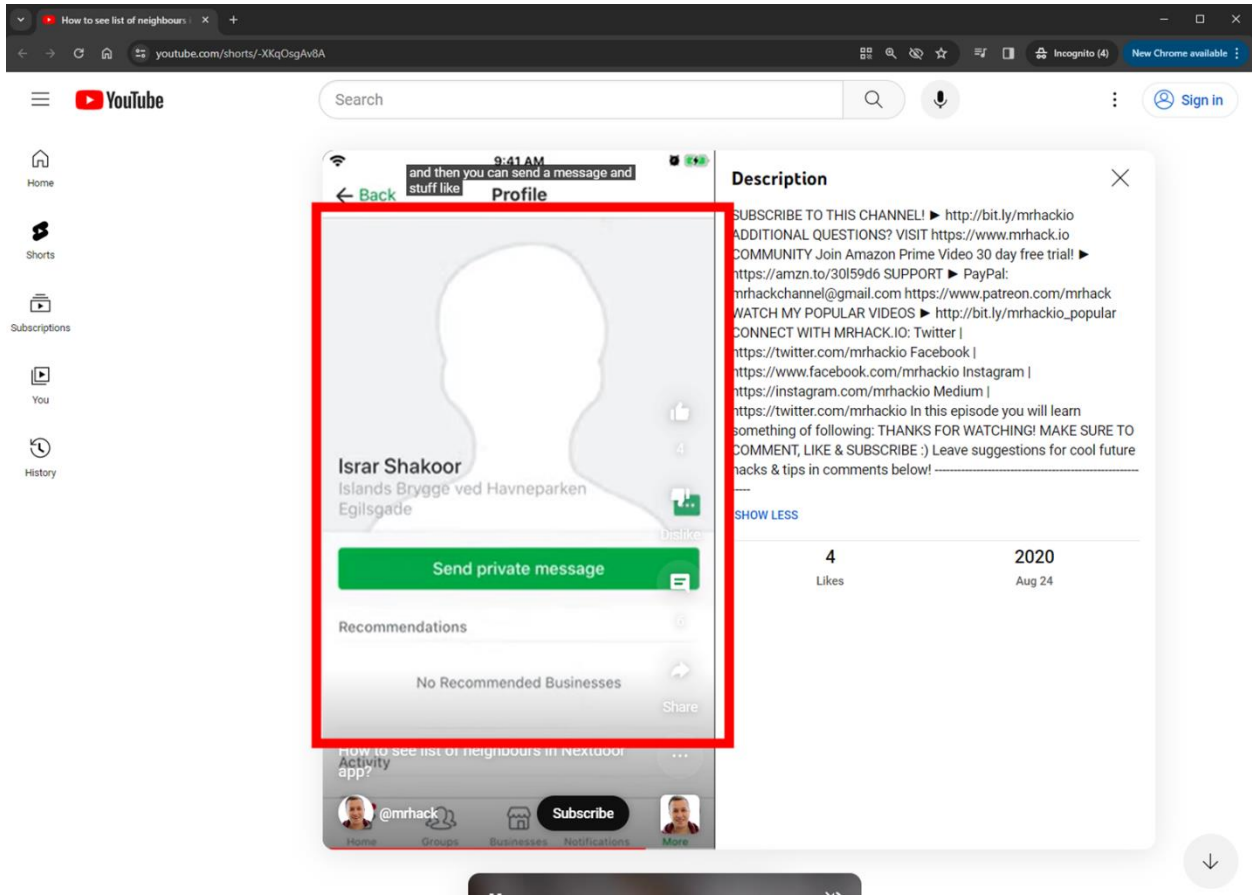 How to see list of neighbours i
youtube.com/shorts/-XKqOsgAv8A
Incognito (4)
New Chrome available
YouTube
Search
Sign in
Home
Shorts
Subscriptions
You
History
9:41 AM
and then you can send a message and
stuff like
Back
Profile
Israr Shakoor
Islands Brygge ved Havneparken
Egilsgade
Send private message
Recommendations
No Recommended Businesses
Activity
4
Dislike
6
Share
How to see list of neighbours in Nextdoor
app?
@mrhack
Subscribe
Home
Groups
Businesses
Notifications
More
Description
SUBSCRIBE TO THIS CHANNEL! ► http://bit.ly/mrhackio
ADDITIONAL QUESTIONS? VISIT https://www.mrhack.io
COMMUNITY Join Amazon Prime Video 30 day free trial! ►
https://amzn.to/30l59d6 SUPPORT ► PayPal:
mrhackchannel@gmail.com https://www.patreon.com/mrhack
WATCH MY POPULAR VIDEOS ► http://bit.ly/mrhackio_popular
CONNECT WITH MRHACK.IO: Twitter |
https://twitter.com/mrhackio Facebook |
https://www.facebook.com/mrhackio Instagram |
https://instagram.com/mrhackio Medium |
https://twitter.com/mrhackio In this episode you will learn
something of following: THANKS FOR WATCHING! MAKE SURE TO
COMMENT, LIKE & SUBSCRIBE :) Leave suggestions for cool future
hacks & tips in comments below! -------------------------------------------------------
----
SHOW LESS
4
Likes
2020
Aug 24